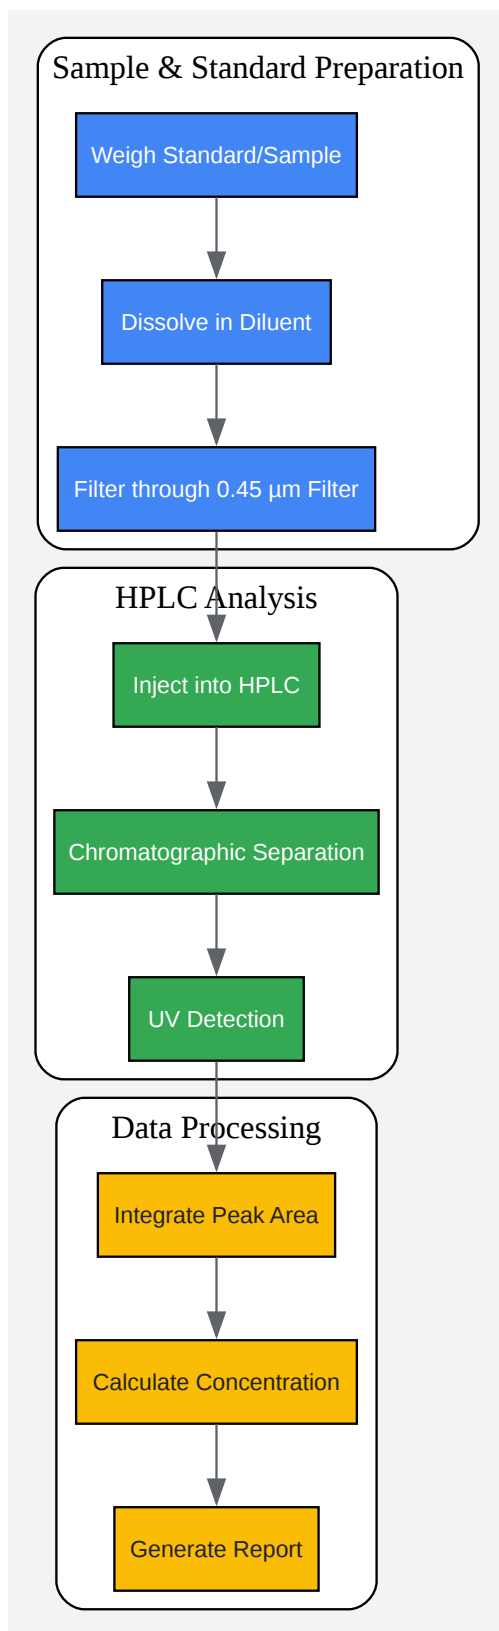 Sample & Standard Preparation
Weigh Standard/Sample
Dissolve in Diluent
Filter through 0.45 µm Filter
HPLC Analysis
Inject into HPLC
Chromatographic Separation
UV Detection
Data Processing
Integrate Peak Area
Calculate Concentration
Generate Report